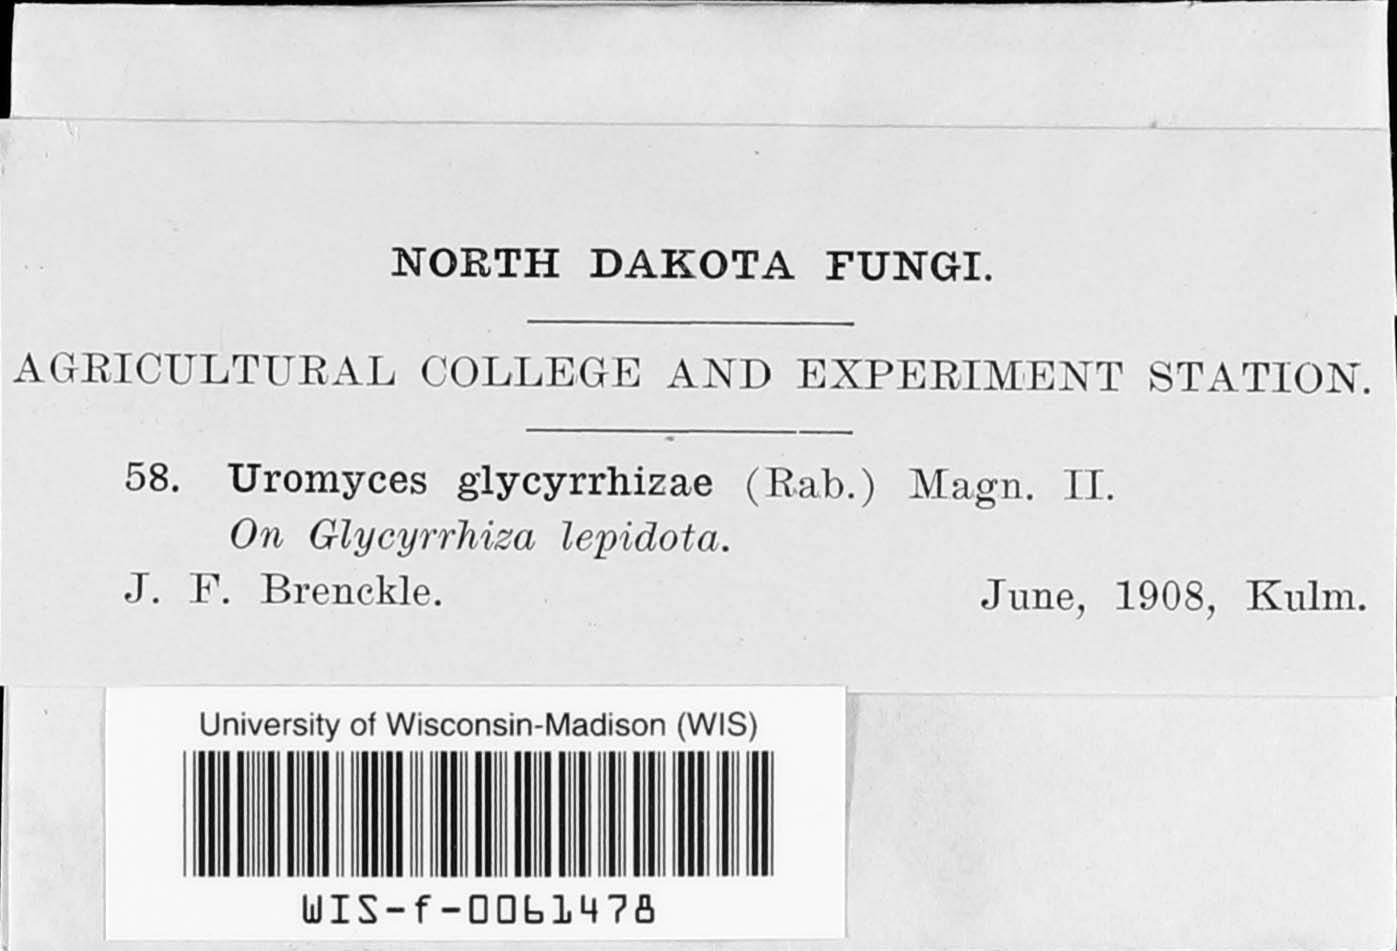 NORTH DAKOTA FUNGI.
AGRICULTURAL COLLEGE AND EXPERIMENT STATION.
58. Uromyces glycyrrhizae (Rab.) Magn. II.
On Glycyrrhiza lepidota.
J. F. Brenckle. June, 1908, Kulm.
University of Wisconsin-Madison (WIS)
WIS-f-0061478